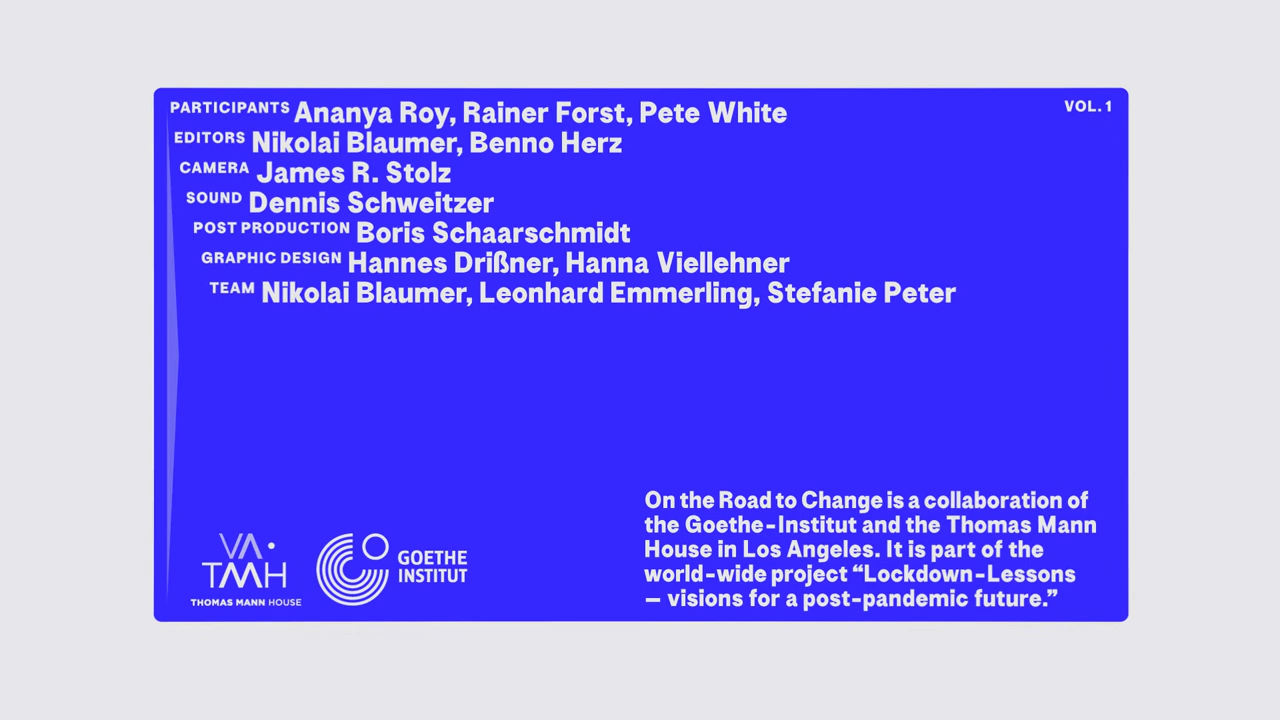 PARTICIPANTS Ananya Roy, Rainer Forst, Pete White
VOL. 1
EDITORS Nikolai Blaumer, Benno Herz
CAMERA James R. Stolz
SOUND Dennis Schweitzer
POST PRODUCTION Boris Schaarschmidt
GRAPHIC DESIGN Hannes Drißner, Hanna Viellehner
TEAM Nikolai Blaumer, Leonhard Emmerling, Stefanie Peter
VA·
TMH
THOMAS MANN HOUSE
GOETHE
INSTITUT
On the Road to Change is a collaboration of
the Goethe-Institut and the Thomas Mann
House in Los Angeles. It is part of the
world-wide project “Lockdown-Lessons
– visions for a post-pandemic future.”